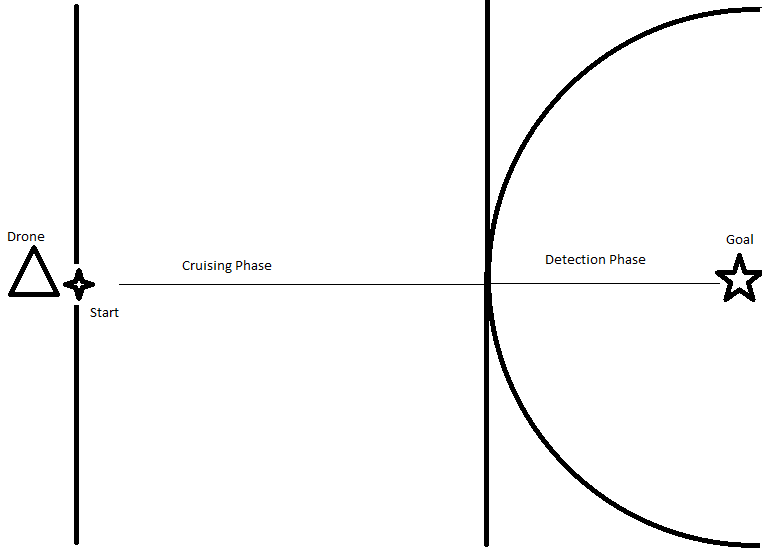 Drone
Start
Cruising Phase
Detection Phase
Goal